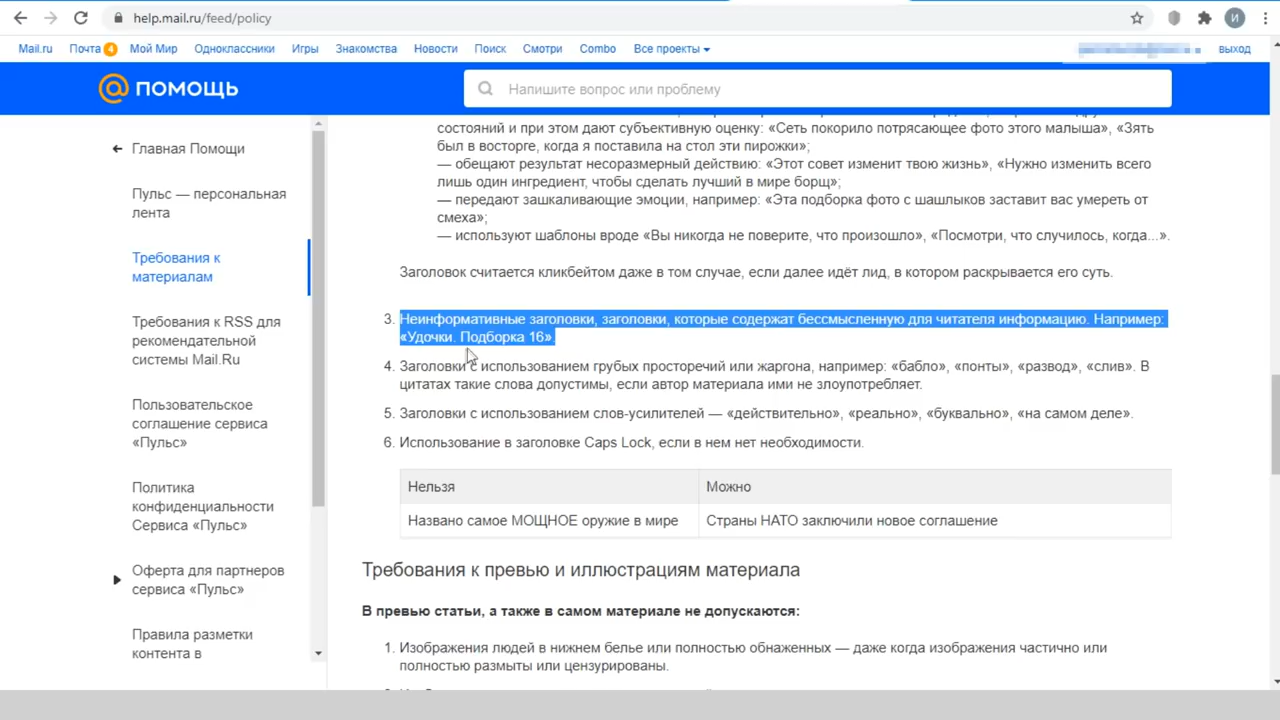 help.mail.ru/feed/policy
И
Mail.ru Почта 4 Мой Мир Одноклассники Игры Знакомства Новости Поиск Смотри Combo Все проекты выход
@ ПОМОЩЬ
Напишите вопрос или проблему
Главная Помощи
Пульс — персональная
лента
Требования к
материалам
Требования к RSS для
рекомендательной
системы Mail.Ru
Пользовательское
соглашение сервиса
«Пульс»
Политика
конфиденциальности
Сервиса «Пульс»
Оферта для партнеров
сервиса «Пульс»
Правила разметки
контента в
состояний и при этом дают субъективную оценку: «Сеть покорило потрясающее фото этого малыша», «Зять
был в восторге, когда я поставила на стол эти пирожки»;
— обещают результат несоразмерный действию: «Этот совет изменит твою жизнь», «Нужно изменить всего
лишь один ингредиент, чтобы сделать лучший в мире борщ»;
— передают зашкаливающие эмоции, например: «Эта подборка фото с шашлыков заставит вас умереть от
смеха»;
— используют шаблоны вроде «Вы никогда не поверите, что произошло», «Посмотри, что случилось, когда...».
Заголовок считается кликбейтом даже в том случае, если далее идёт лид, в котором раскрывается его суть.
3. Неинформативные заголовки, заголовки, которые содержат бессмысленную для читателя информацию. Например:
«Удочки. Подборка 16».
4. Заголовки с использованием грубых просторечий или жаргона, например: «бабло», «понты», «развод», «слив». В
цитатах такие слова допустимы, если автор материала ими не злоупотребляет.
5. Заголовки с использованием слов-усилителей — «действительно», «реально», «буквально», «на самом деле».
6. Использование в заголовке Caps Lock, если в нем нет необходимости.
Нельзя Можно
Названо самое МОЩНОЕ оружие в мире Страны НАТО заключили новое соглашение
Требования к превью и иллюстрациям материала
В превью статьи, а также в самом материале не допускаются:
1. Изображения людей в нижнем белье или полностью обнаженных — даже когда изображения частично или
полностью размыты или цензурированы.